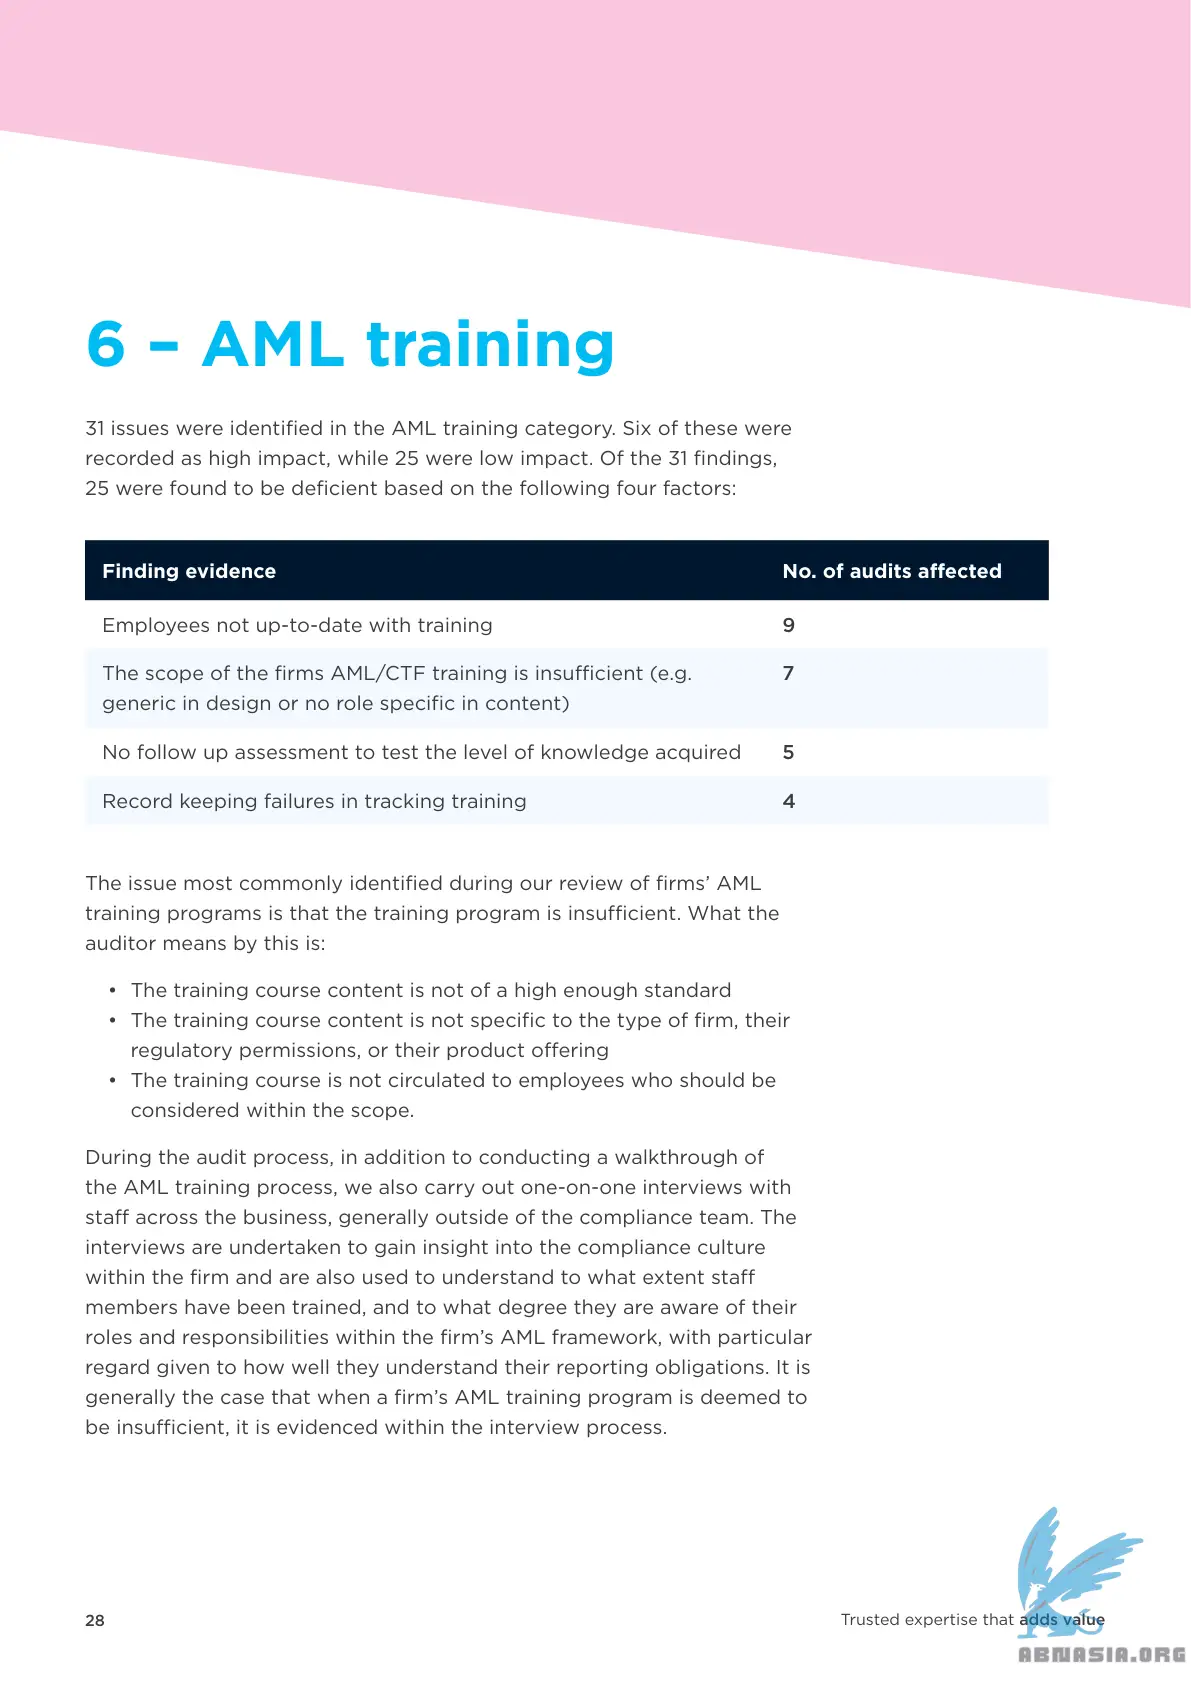 6 – AML training
31 issues were identified in the AML training category. Six of these were
recorded as high impact, while 25 were low impact. Of the 31 findings,
25 were found to be deficient based on the following four factors:
Finding evidence No. of audits affected
Employees not up-to-date with training 9
The scope of the firms AML/CTF training is insufficient (e.g. 7
generic in design or no role specific in content)
No follow up assessment to test the level of knowledge acquired 5
Record keeping failures in tracking training 4
The issue most commonly identified during our review of firms’ AML
training programs is that the training program is insufficient. What the
auditor means by this is:
• The training course content is not of a high enough standard
• The training course content is not specific to the type of firm, their
regulatory permissions, or their product offering
• The training course is not circulated to employees who should be
considered within the scope.
During the audit process, in addition to conducting a walkthrough of
the AML training process, we also carry out one-on-one interviews with
staff across the business, generally outside of the compliance team. The
interviews are undertaken to gain insight into the compliance culture
within the firm and are also used to understand to what extent staff
members have been trained, and to what degree they are aware of their
roles and responsibilities within the firm’s AML framework, with particular
regard given to how well they understand their reporting obligations. It is
generally the case that when a firm’s AML training program is deemed to
be insufficient, it is evidenced within the interview process.
28 Trusted expertise that adds value
ABNASIA.ORG